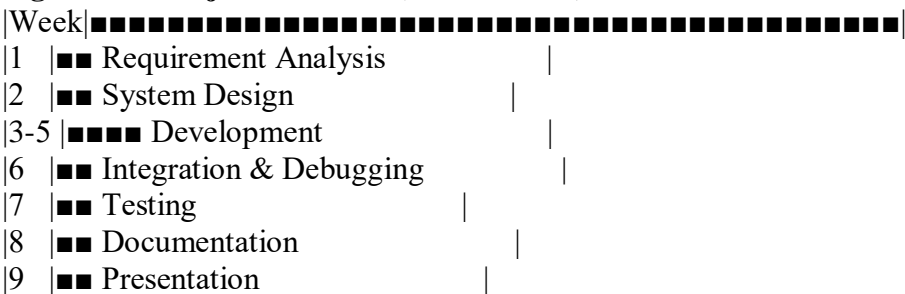 |Week|■■■■■■■■■■■■■■■■■■■■■■■■■■■■■■■■■■■■■■■■■■|
|1 |■■ Requirement Analysis |
|2 |■■ System Design |
|3-5 |■■■■ Development |
|6 |■■ Integration & Debugging |
|7 |■■ Testing |
|8 |■■ Documentation |
|9 |■■ Presentation |